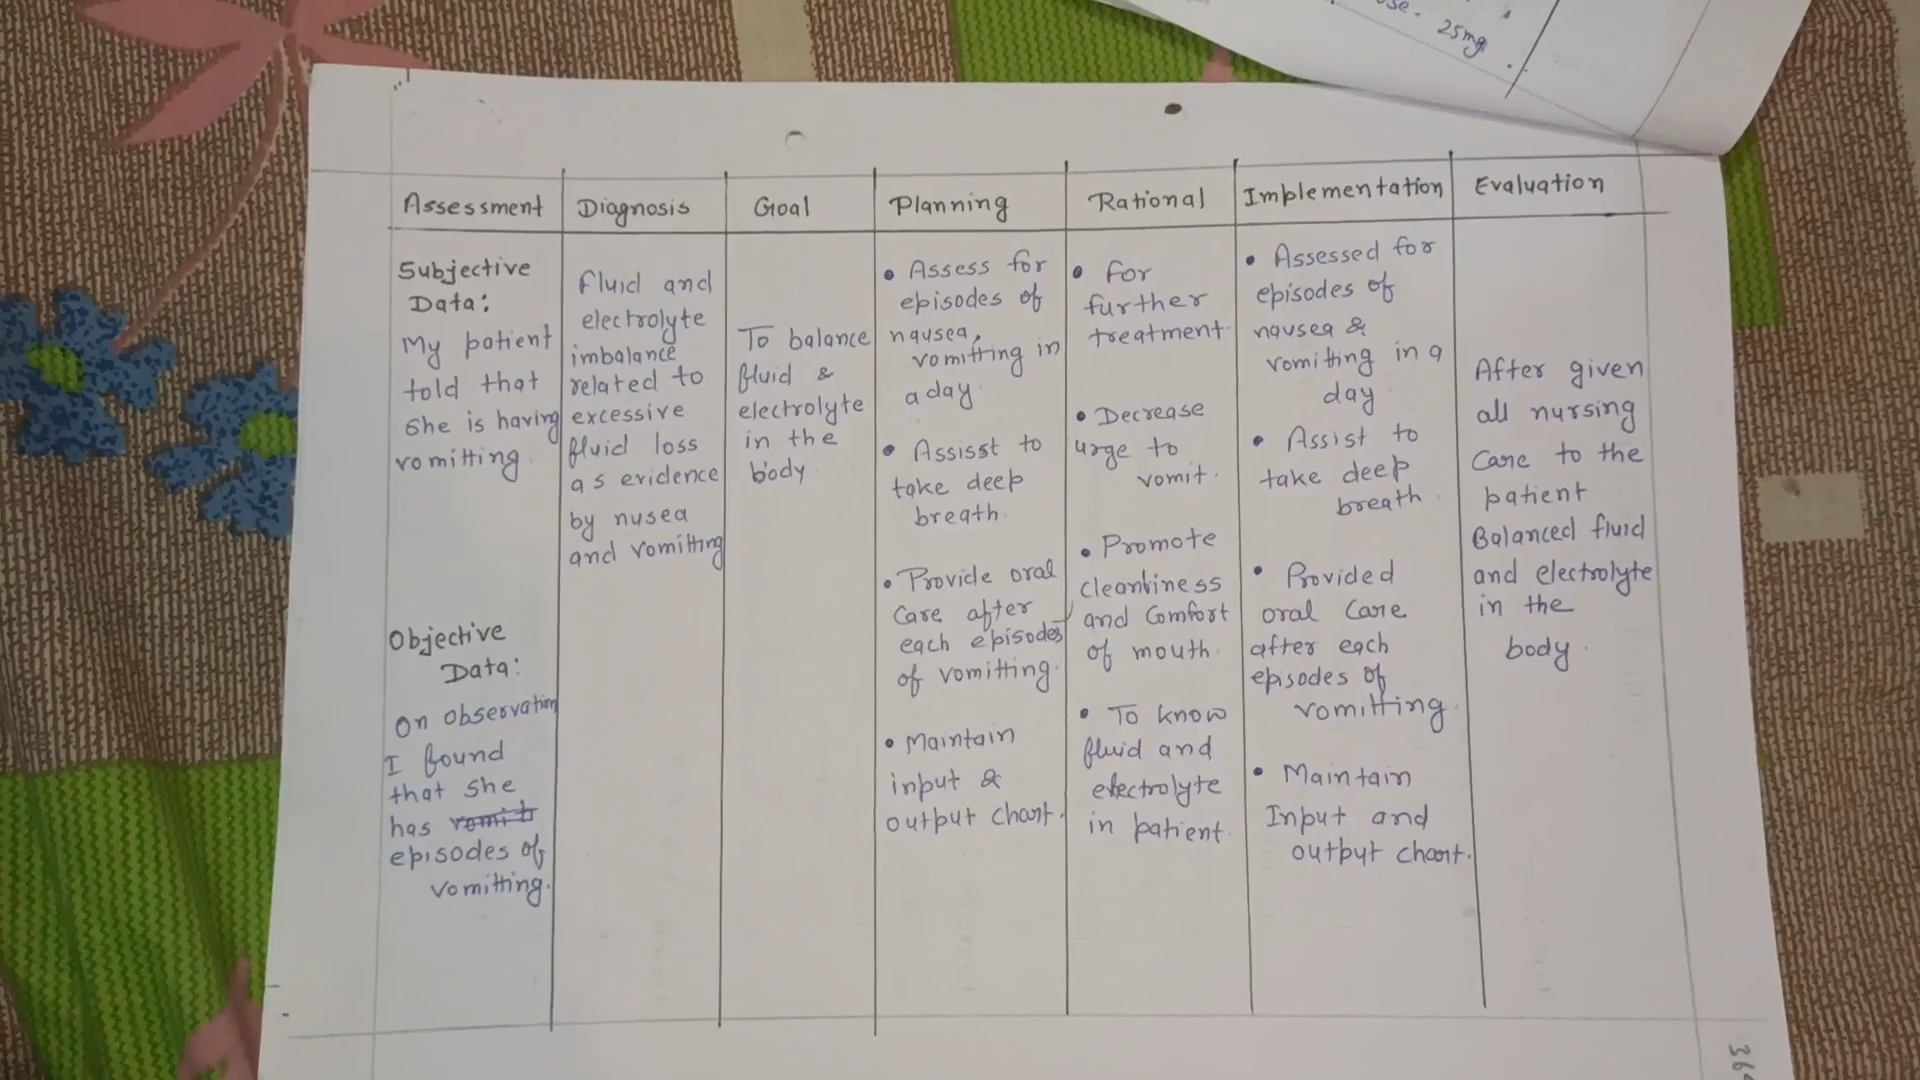 25mg
Assessment
Diagnosis
Goal
Planning
Rational
Implementation
Evaluation
Subjective
Data:
My patient
told that
She is having
vomitting.
Objective
Data:
On observation
I found
that she
has
episodes of
vomitting.
Fluid and
electrolyte
imbalance
related to
excessive
fluid loss
as evidence
by nusea
and vomitting
To balance
fluid &
electrolyte
in the
body.
• Assess for
episodes of
nausea,
vomitting in
a day.
• Assisst to
take deep
breath.
• Provide oral
Care after
each episodes
of vomitting.
• Maintain
input &
output chart.
• For
further
treatment.
• Decrease
urge to
vomit.
• Promote
cleanliness
and Comfort
of mouth.
• To know
fluid and
electrolyte
in patient.
• Assessed for
episodes of
nausea &
vomitting in a
day
• Assist to
take deep
breath.
• Provided
oral Care
after each
episodes of
vomitting.
• Maintain
Input and
output chart.
After given
all nursing
Care to the
patient
Balanced fluid
and electrolyte
in the
body.